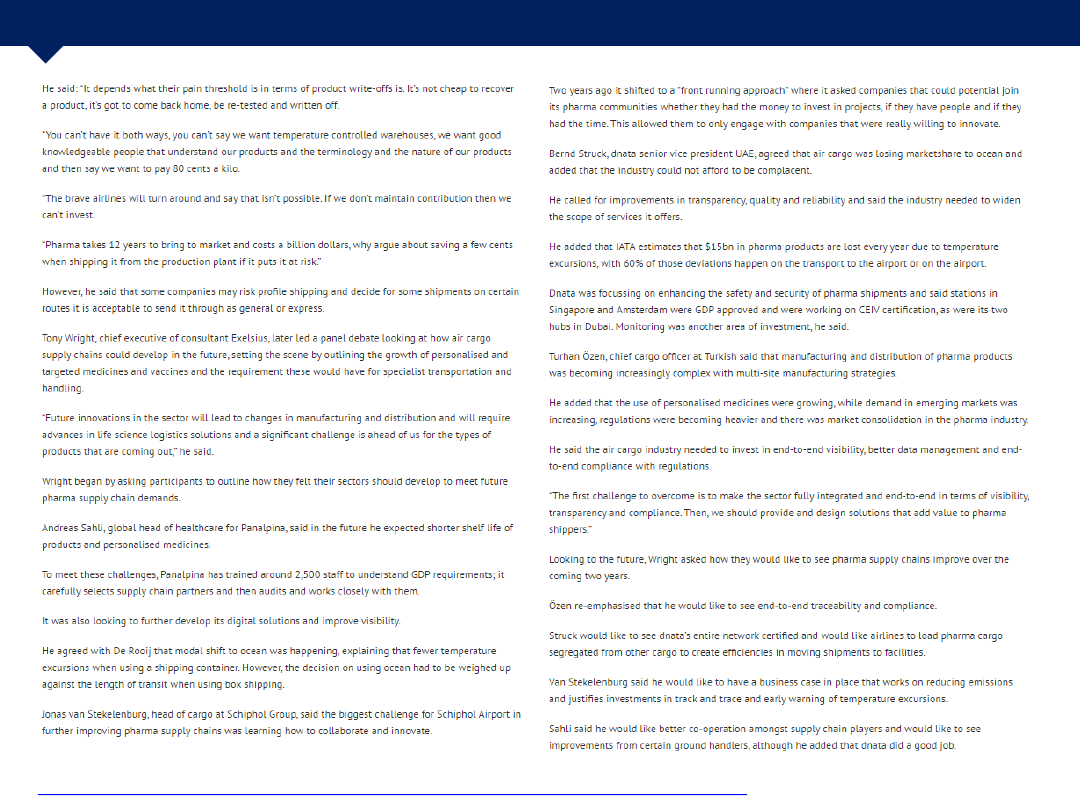 He said: “It depends what their pain threshold is in terms of product write-offs is. It’s not cheap to recover
a product, it’s got to come back home, be re-tested and written off.
“You can’t have it both ways, you can’t say we want temperature controlled warehouses, we want good
knowledgeable people that understand our products and the terminology and the nature of our products
and then say we want to pay 80 cents a kilo.
“The brave airlines will turn around and say that isn’t possible. If we don’t maintain contribution then we
can’t invest.
“Pharma takes 12 years to bring to market and costs a billion dollars, why argue about saving a few cents
when shipping it from the production plant if it puts it at risk.”
However, he said that some companies may risk profile shipping and decide for some shipments on certain
routes it is acceptable to send it through as general or express.
Tony Wright, chief executive of consultant Exelsius, later led a panel debate looking at how air cargo
supply chains could develop in the future, setting the scene by outlining the growth of personalised and
targeted medicines and vaccines and the requirement these would have for specialist transportation and
handling.
“Future innovations in the sector will lead to changes in manufacturing and distribution and will require
advances in life science logistics solutions and a significant challenge is ahead of us for the types of
products that are coming out,” he said.
Wright began by asking participants to outline how they felt their sectors should develop to meet future
pharma supply chain demands.
Andreas Sahli, global head of healthcare for Panalpina, said in the future he expected shorter shelf life of
products and personalised medicines.
To meet these challenges, Panalpina has trained around 2,500 staff to understand GDP requirements; it
carefully selects supply chain partners and then audits and works closely with them.
It was also looking to further develop its digital solutions and improve visibility.
He agreed with De Rooij that modal shift to ocean was happening, explaining that fewer temperature
excursions when using a shipping container. However, the decision on using ocean had to be weighed up
against the length of transit when using box shipping.
Jonas van Stekelenburg, head of cargo at Schiphol Group, said the biggest challenge for Schiphol Airport in
further improving pharma supply chains was learning how to collaborate and innovate.
Two years ago it shifted to a “front running approach” where it asked companies that could potential join
its pharma communities whether they had the money to invest in projects, if they have people and if they
had the time. This allowed them to only engage with companies that were really willing to innovate.
Bernd Struck, dnata senior vice president UAE, agreed that air cargo was losing marketshare to ocean and
added that the industry could not afford to be complacent.
He called for improvements in transparency, quality and reliability and said the industry needed to widen
the scope of services it offers.
He added that IATA estimates that $15bn in pharma products are lost every year due to temperature
excursions, with 60% of those deviations happen on the transport to the airport or on the airport.
Dnata was focussing on enhancing the safety and security of pharma shipments and said stations in
Singapore and Amsterdam were GDP approved and were working on CEIV certification, as were its two
hubs in Dubai. Monitoring was another area of investment, he said.
Turhan Özen, chief cargo officer at Turkish said that manufacturing and distribution of pharma products
was becoming increasingly complex with multi-site manufacturing strategies.
He added that the use of personalised medicines were growing, while demand in emerging markets was
increasing, regulations were becoming heavier and there was market consolidation in the pharma industry.
He said the air cargo industry needed to invest in end-to-end visibility, better data management and end-
to-end compliance with regulations.
“The first challenge to overcome is to make the sector fully integrated and end-to-end in terms of visibility,
transparency and compliance. Then, we should provide and design solutions that add value to pharma
shippers.”
Looking to the future, Wright asked how they would like to see pharma supply chains improve over the
coming two years.
Özen re-emphasised that he would like to see end-to-end traceability and compliance.
Struck would like to see dnata’s entire network certified and would like airlines to load pharma cargo
segregated from other cargo to create efficiencies in moving shipments to facilities.
Van Stekelenburg said he would like to have a business case in place that works on reducing emissions
and justifies investments in track and trace and early warning of temperature excursions.
Sahli said he would like better co-operation amongst supply chain players and would like to see
improvements from certain ground handlers, although he added that dnata did a good job.